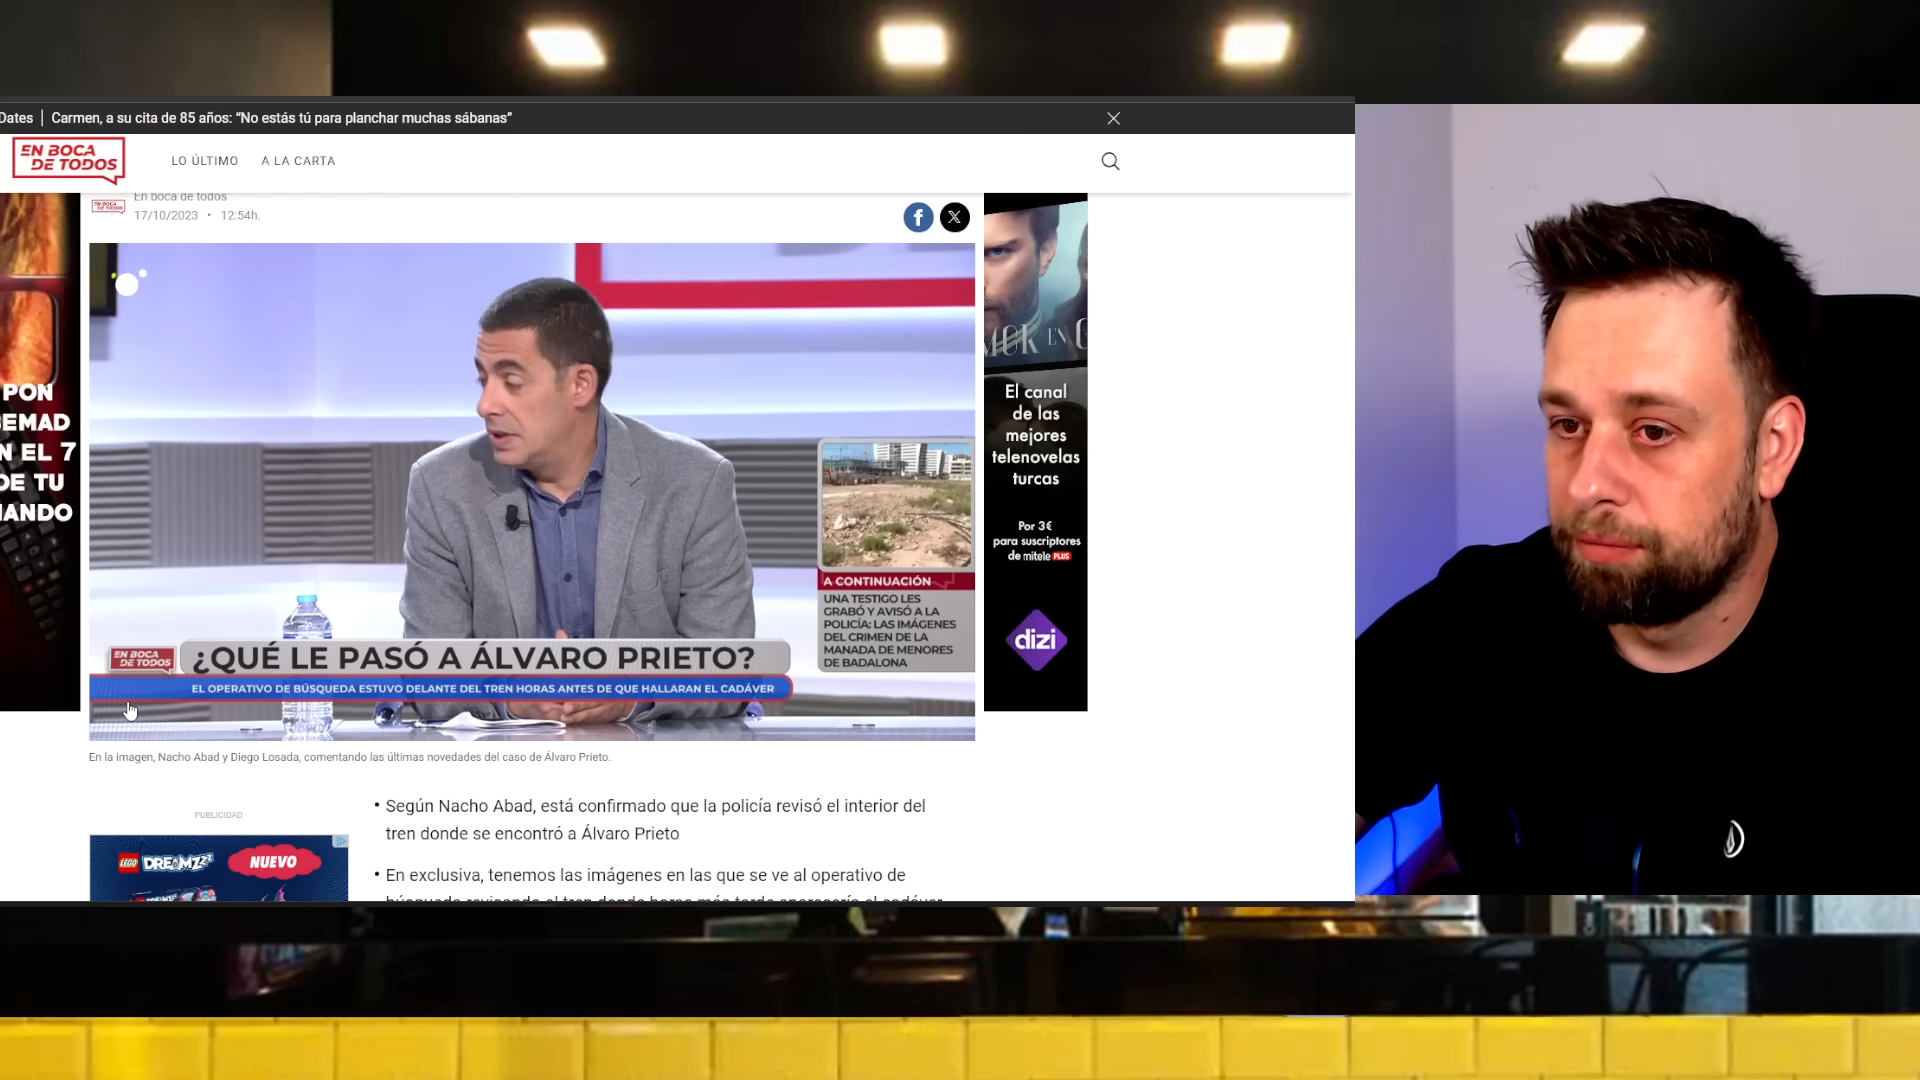 Dates | Carmen, a su cita de 85 años: “No estás tú para planchar muchas sábanas”
EN BOCA
DE TODOS
LO ÚLTIMO
A LA CARTA
En boca de todos
17/10/2023 • 12:54h.
PON
N EL 7
DE TU
El canal
de las
mejores
telenovelas
turcas
Por 3€
para suscriptores
de mitele PLUS
dizi
A CONTINUACIÓN
UNA TESTIGO LES
GRABÓ Y AVISÓ A LA
POLICÍA: LAS IMÁGENES
DEL CRIMEN DE LA
MANADA DE MENORES
DE BADALONA
EN BOCA
DE TODOS
¿QUÉ LE PASÓ A ÁLVARO PRIETO?
EL OPERATIVO DE BÚSQUEDA ESTUVO DELANTE DEL TREN HORAS ANTES DE QUE HALLARAN EL CADÁVER
En la imagen, Nacho Abad y Diego Losada, comentando las últimas novedades del caso de Álvaro Prieto.
PUBLICIDAD
LEGO DREAMZzz NUEVO
• Según Nacho Abad, está confirmado que la policía revisó el interior del
tren donde se encontró a Álvaro Prieto
• En exclusiva, tenemos las imágenes en las que se ve al operativo de